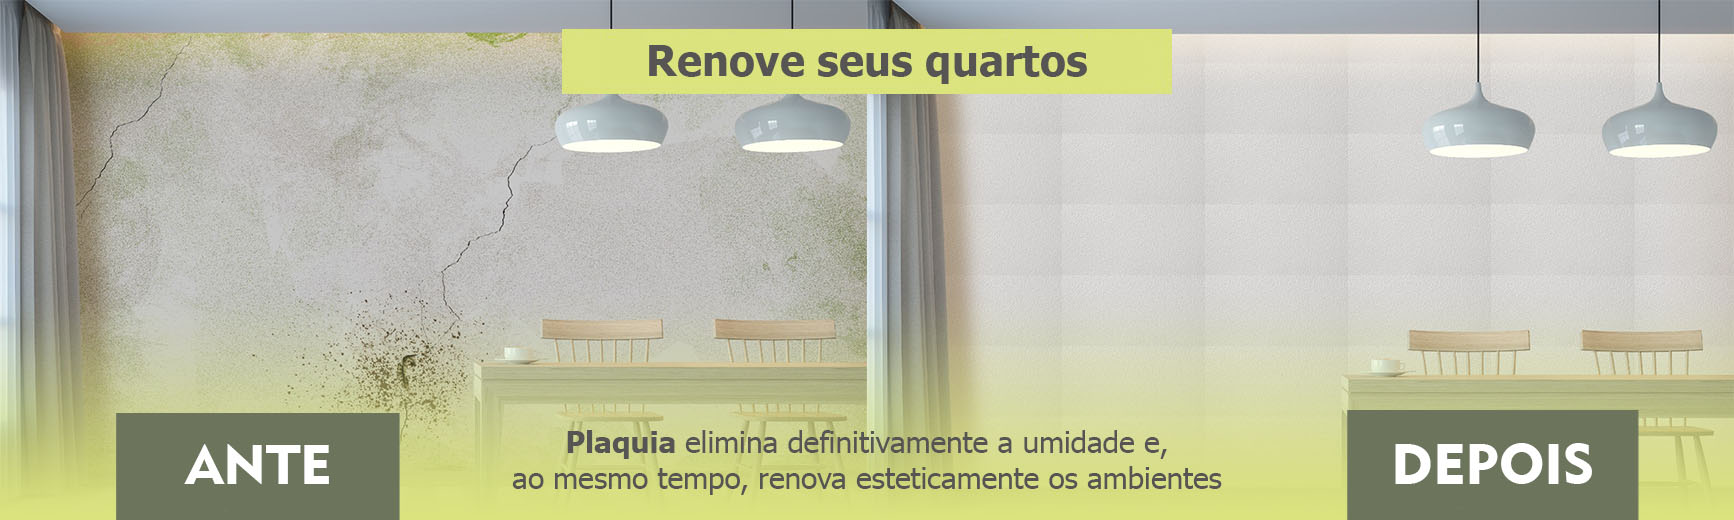 Renove seus quartos
ANTE
Plaquia elimina definitivamente a umidade e,
ao mesmo tempo, renova esteticamente os ambientes
DEPOIS